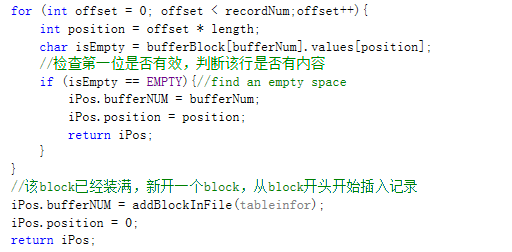 for (int offset = 0; offset < recordNum;offset++){
int position = offset * length;
char isEmpty = bufferBlock[bufferNum].values[position];
//检查第一位是否有效，判断该行是否有内容
if (isEmpty == EMPTY){//find an empty space
iPos.bufferNUM = bufferNum;
iPos.position = position;
return iPos;
}
}
//该block已经装满，新开一个block，从block开头开始插入记录
iPos.bufferNUM = addBlockInFile(tableinfor);
iPos.position = 0;
return iPos;